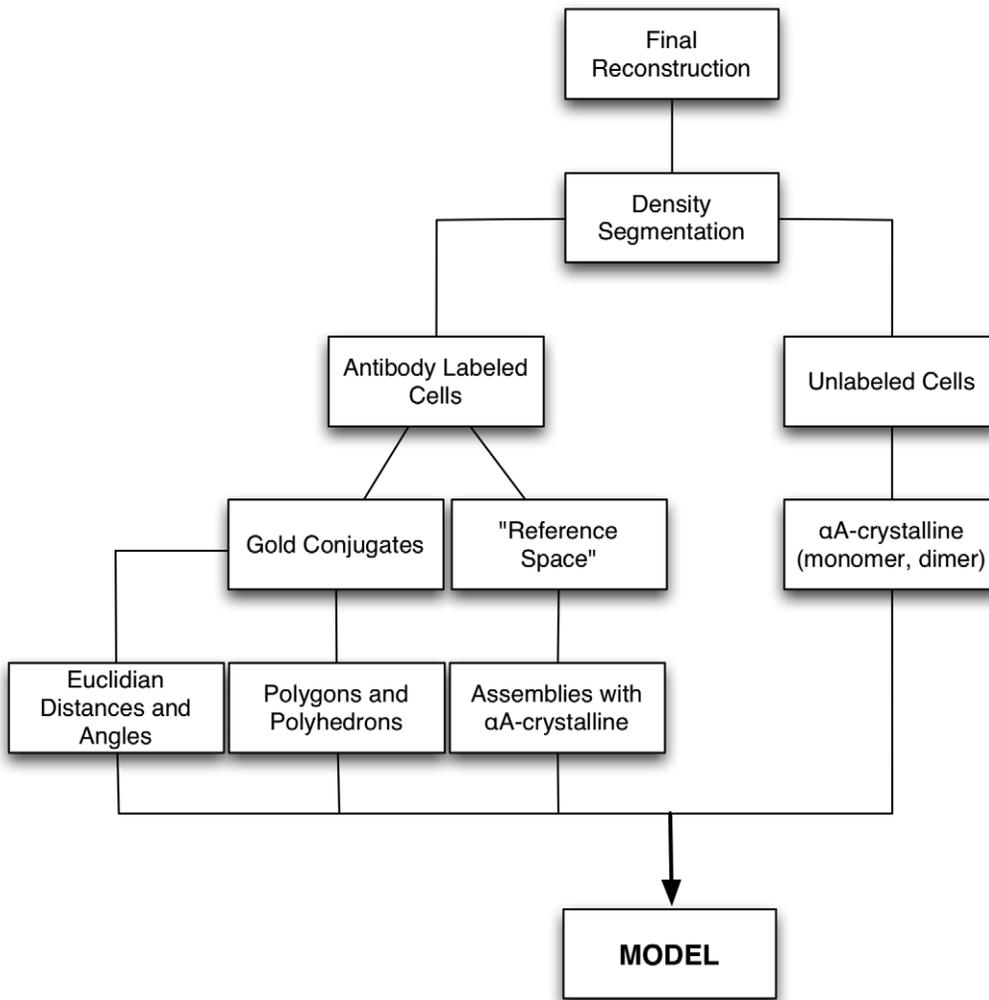 Final
Reconstruction
Density
Segmentation
Antibody Labeled
Cells
Unlabeled Cells
Gold Conjugates
"Reference
Space"
αA-crystalline
(monomer, dimer)
Euclidian
Distances and
Angles
Polygons and
Polyhedrons
Assemblies with
αA-crystalline
MODEL